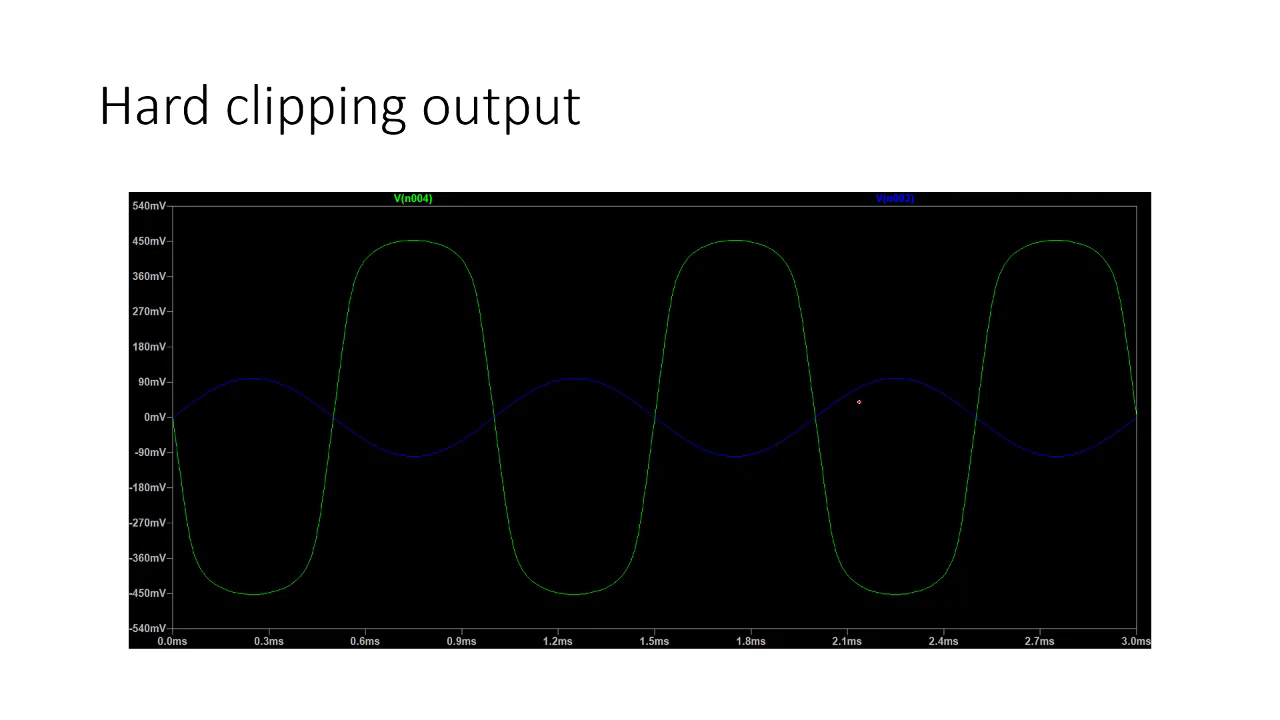 Hard clipping output
V(n004) V(n003)
540mV
450mV
360mV
270mV
180mV
90mV
0mV
-90mV
-180mV
-270mV
-360mV
-450mV
-540mV
0.0ms 0.3ms 0.6ms 0.9ms 1.2ms 1.5ms 1.8ms 2.1ms 2.4ms 2.7ms 3.0ms